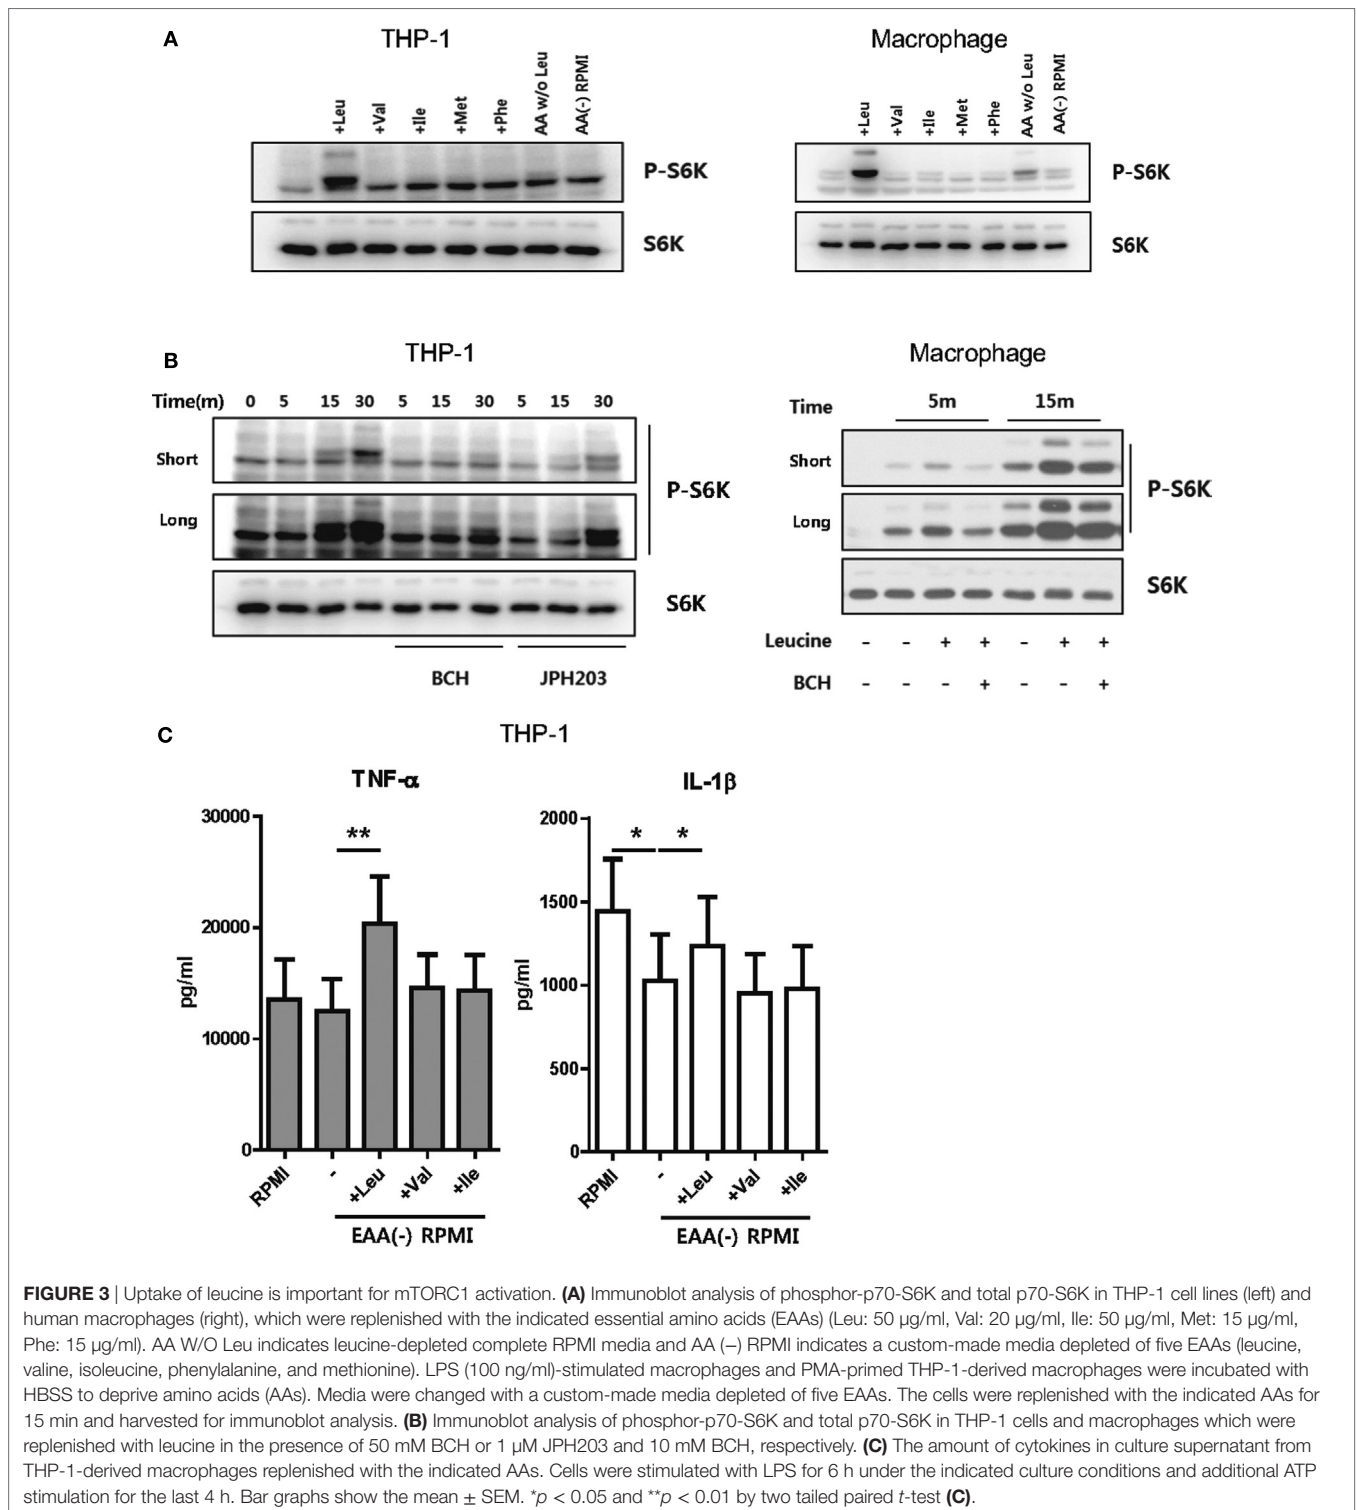 A
THP-1
Macrophage
+Leu
+Val
+Ile
+Met
+Phe
AA w/o Leu
AA(-) RPMI
P-S6K
S6K
+Leu
+Val
+Ile
+Met
+Phe
AA w/o Leu
AA(-) RPMI
P-S6K
S6K
B
THP-1
Time(m) 0 5 15 30 5 15 30 5 15 30
Short
Long
P-S6K
S6K
BCH JPH203
Macrophage
Time 5m 15m
Short
Long
P-S6K
S6K
Leucine - - + + - + +
BCH - - - + - - +
C
THP-1
TNF-α
30000
20000
10000
0
pg/ml
**
RPMI - +Leu +Val +Ile
EAA(-) RPMI
IL-1β
2000
1500
1000
500
0
pg/ml
* *
RPMI - +Leu +Val +Ile
EAA(-) RPMI
FIGURE 3 | Uptake of leucine is important for mTORC1 activation. (A) Immunoblot analysis of phosphor-p70-S6K and total p70-S6K in THP-1 cell lines (left) and
human macrophages (right), which were replenished with the indicated essential amino acids (EAAs) (Leu: 50 µg/ml, Val: 20 µg/ml, Ile: 50 µg/ml, Met: 15 µg/ml,
Phe: 15 µg/ml). AA W/O Leu indicates leucine-depleted complete RPMI media and AA (−) RPMI indicates a custom-made media depleted of five EAAs (leucine,
valine, isoleucine, phenylalanine, and methionine). LPS (100 ng/ml)-stimulated macrophages and PMA-primed THP-1-derived macrophages were incubated with
HBSS to deprive amino acids (AAs). Media were changed with a custom-made media depleted of five EAAs. The cells were replenished with the indicated AAs for
15 min and harvested for immunoblot analysis. (B) Immunoblot analysis of phosphor-p70-S6K and total p70-S6K in THP-1 cells and macrophages which were
replenished with leucine in the presence of 50 mM BCH or 1 µM JPH203 and 10 mM BCH, respectively. (C) The amount of cytokines in culture supernatant from
THP-1-derived macrophages replenished with the indicated AAs. Cells were stimulated with LPS for 6 h under the indicated culture conditions and additional ATP
stimulation for the last 4 h. Bar graphs show the mean ± SEM. *p < 0.05 and **p < 0.01 by two tailed paired t-test (C).